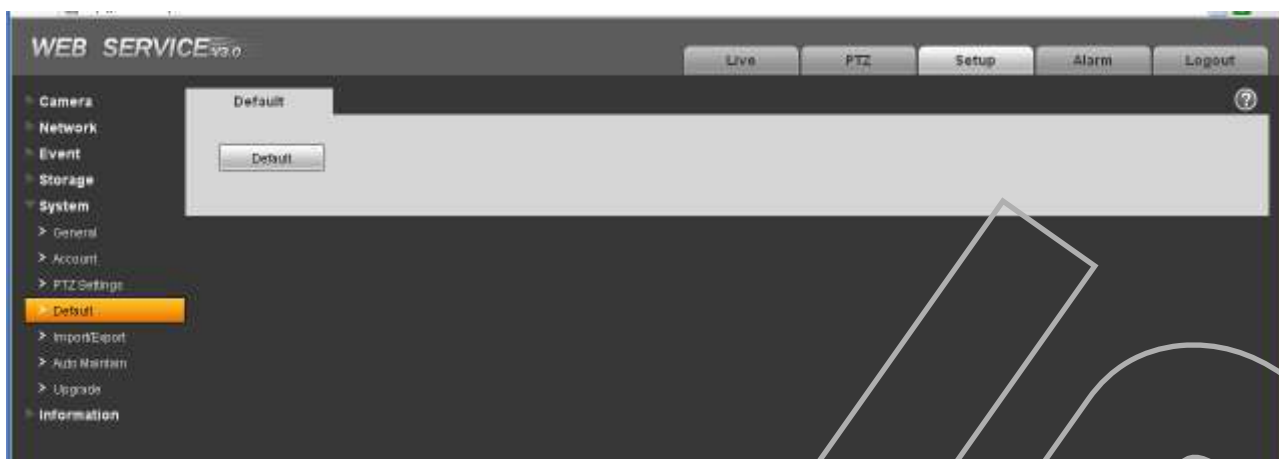 WEB SERVICE V3.0
Live PTZ Setup Alarm Logout
Camera
Network
Event
Storage
System
> General
> Account
> PTZ Settings
> Default
> Import/Export
> Auto Maintain
> Upgrade
Information
Default
?
Default